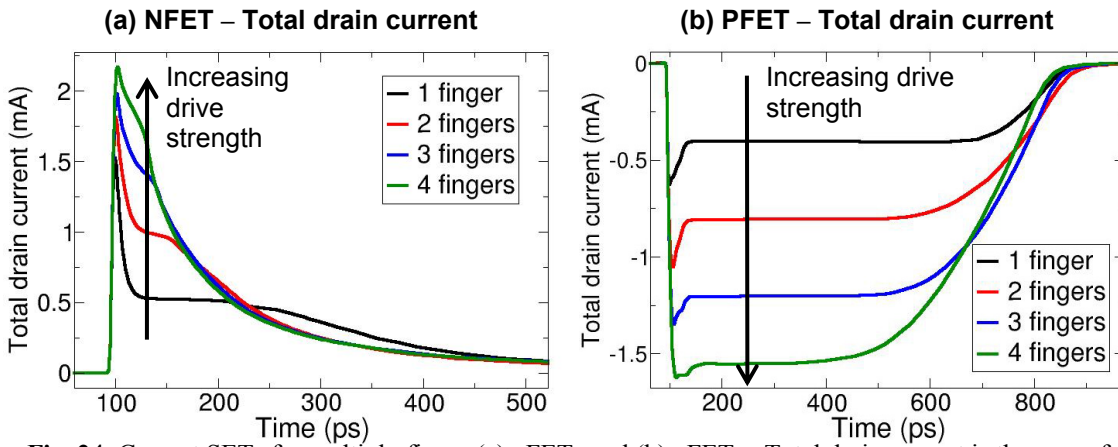 (a) NFET – Total drain current
Total drain current (mA)
2
1.5
1
0.5
0
Increasing
drive
strength
1 finger
2 fingers
3 fingers
4 fingers
100
200
300
400
500
Time (ps)
(b) PFET – Total drain current
Total drain current (mA)
0
-0.5
-1
-1.5
Increasing drive
strength
1 finger
2 fingers
3 fingers
4 fingers
200
400
600
800
Time (ps)